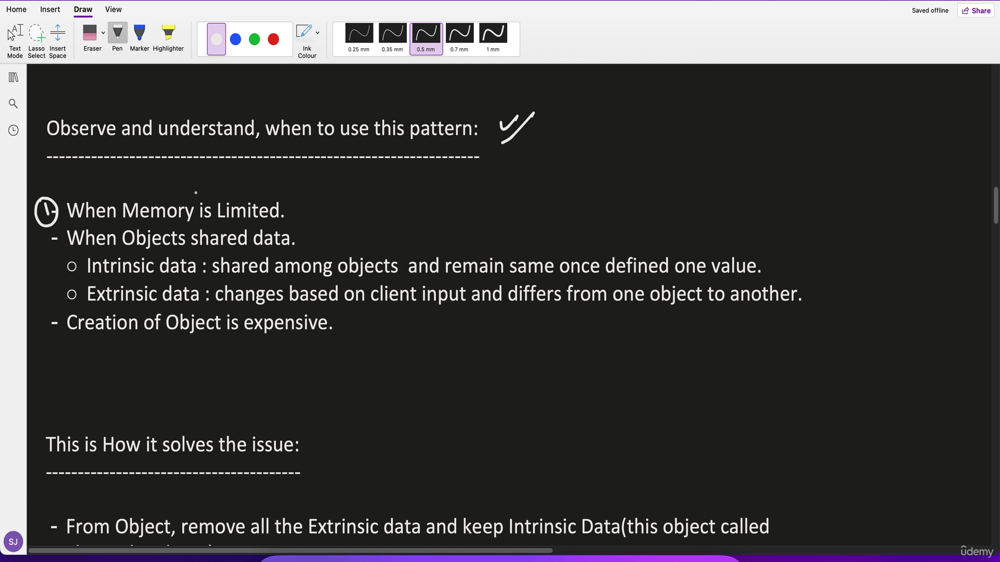 Home Insert Draw View
Saved offline Share
Text Mode
Lasso Select
Insert Space
Eraser
Pen
Marker
Highlighter
Ink Colour
0.25 mm
0.35 mm
0.5 mm
0.7 mm
1 mm
Observe and understand, when to use this pattern:
--------------------------------------------------------------------
- When Memory is Limited.
- When Objects shared data.
○ Intrinsic data : shared among objects  and remain same once defined one value.
○ Extrinsic data : changes based on client input and differs from one object to another.
- Creation of Object is expensive.
This is How it solves the issue:
----------------------------------------
- From Object, remove all the Extrinsic data and keep Intrinsic Data(this object called
SJ
ûdemy